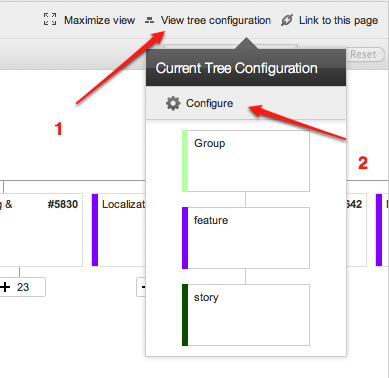 Maximize view View tree configuration Link to this page
Reset
1
Current Tree Configuration
Configure
2
Group
g & #5830 Localizat 642
feature
+ 23
story